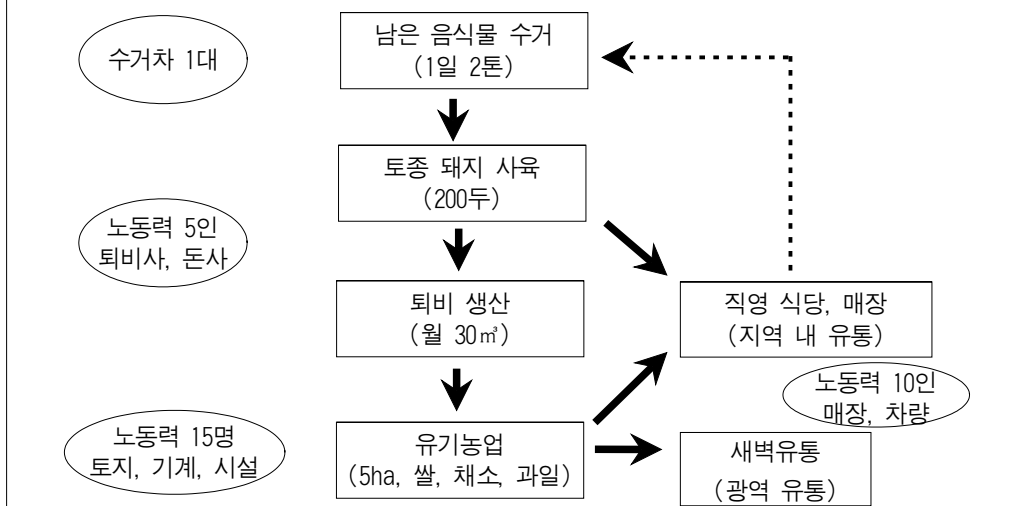 수거차 1대
남은 음식물 수거
(1일 2톤)
토종 돼지 사육
(200두)
노동력 5인
퇴비사, 돈사
퇴비 생산
(월 30㎥)
직영 식당, 매장
(지역 내 유통)
노동력 10인
매장, 차량
노동력 15명
토지, 기계, 시설
유기농업
(5ha, 쌀, 채소, 과일)
새벽유통
(광역 유통)